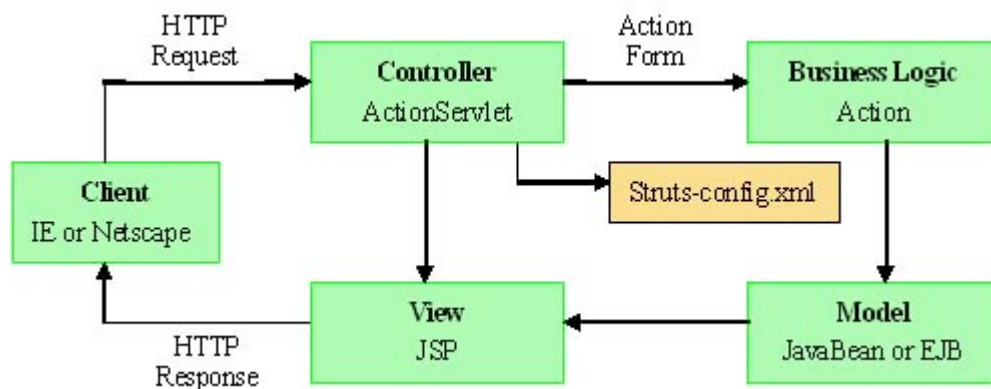 HTTP
Request
Action
Form
Controller
ActionServlet
Business Logic
Action
Struts-config.xml
Client
IE or Netscape
View
JSP
Model
JavaBean or EJB
HTTP
Response